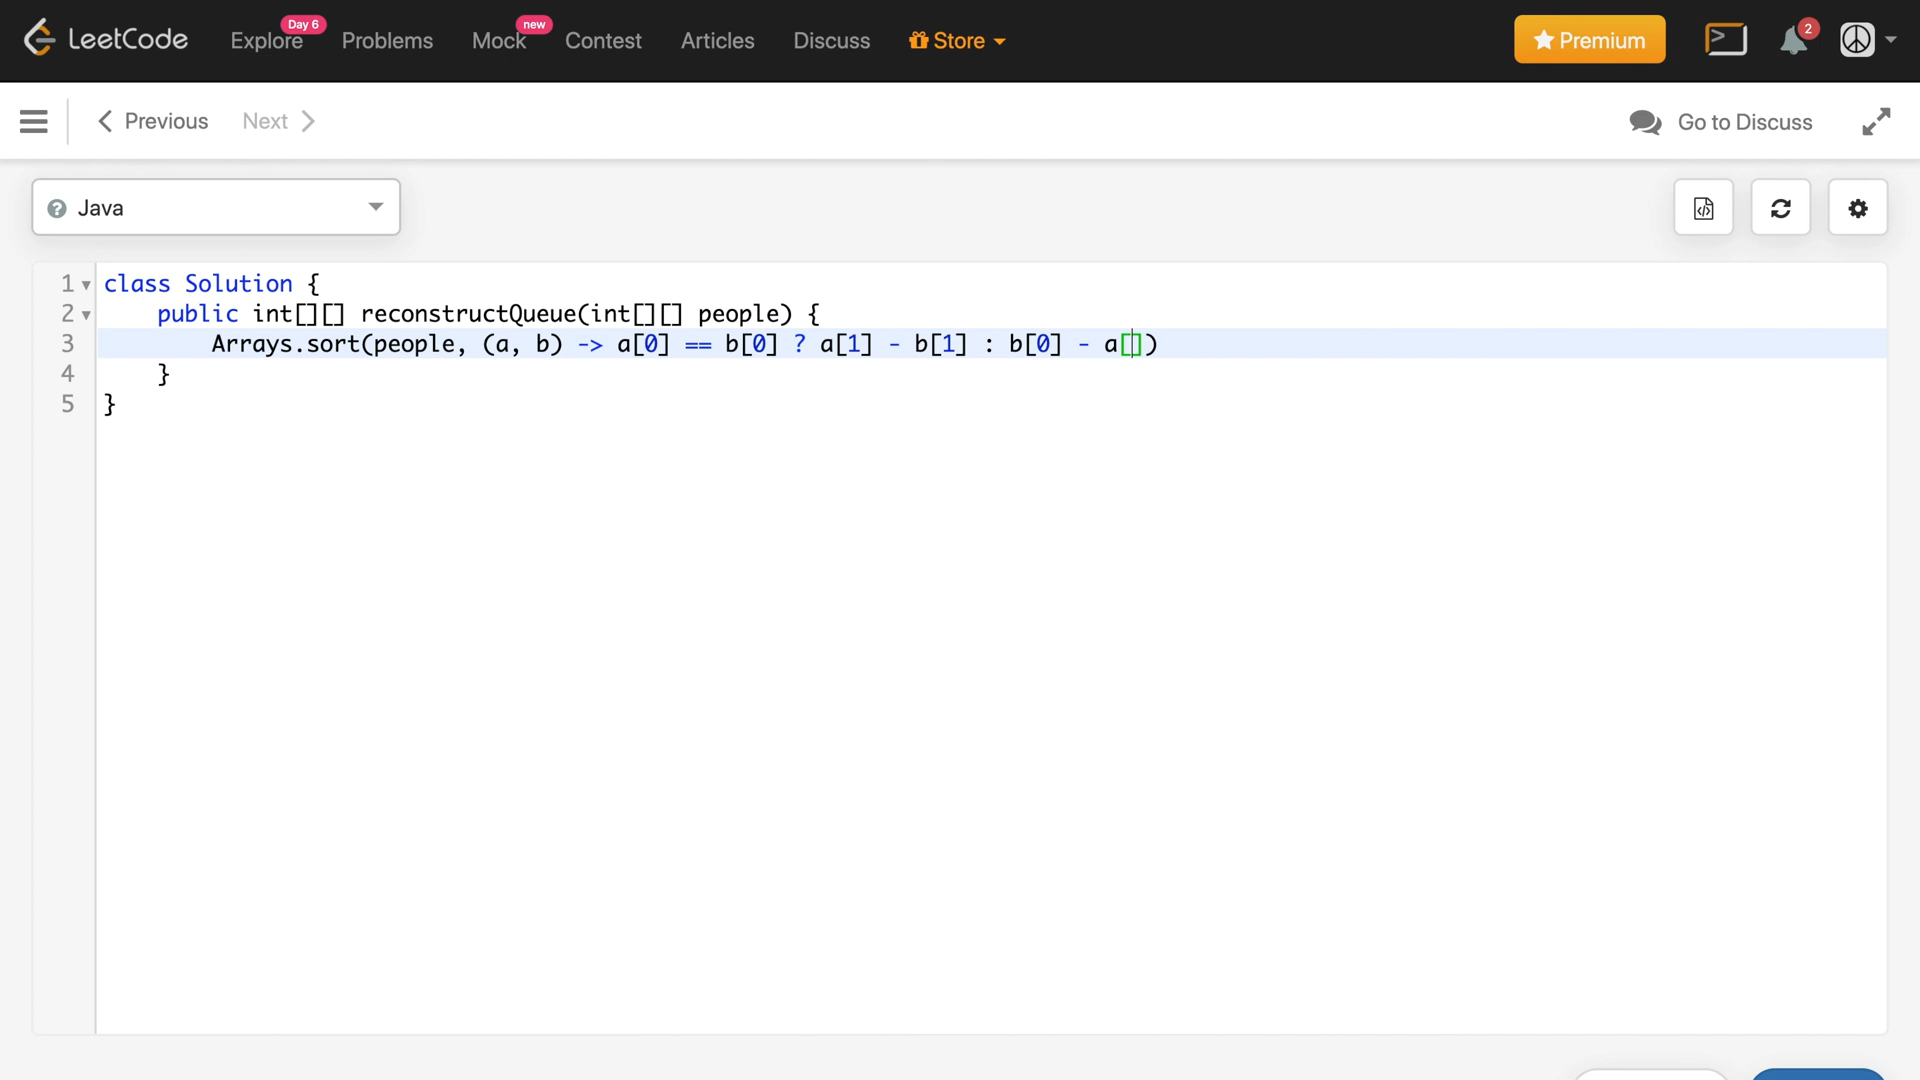 LeetCode Explore Day 6 Problems Mock new Contest Articles Discuss Store Premium 2
Previous Next Go to Discuss
Java
1 class Solution {
2 public int[][] reconstructQueue(int[][] people) {
3 Arrays.sort(people, (a, b) -> a[0] == b[0] ? a[1] - b[1] : b[0] - a[])
4 }
5 }